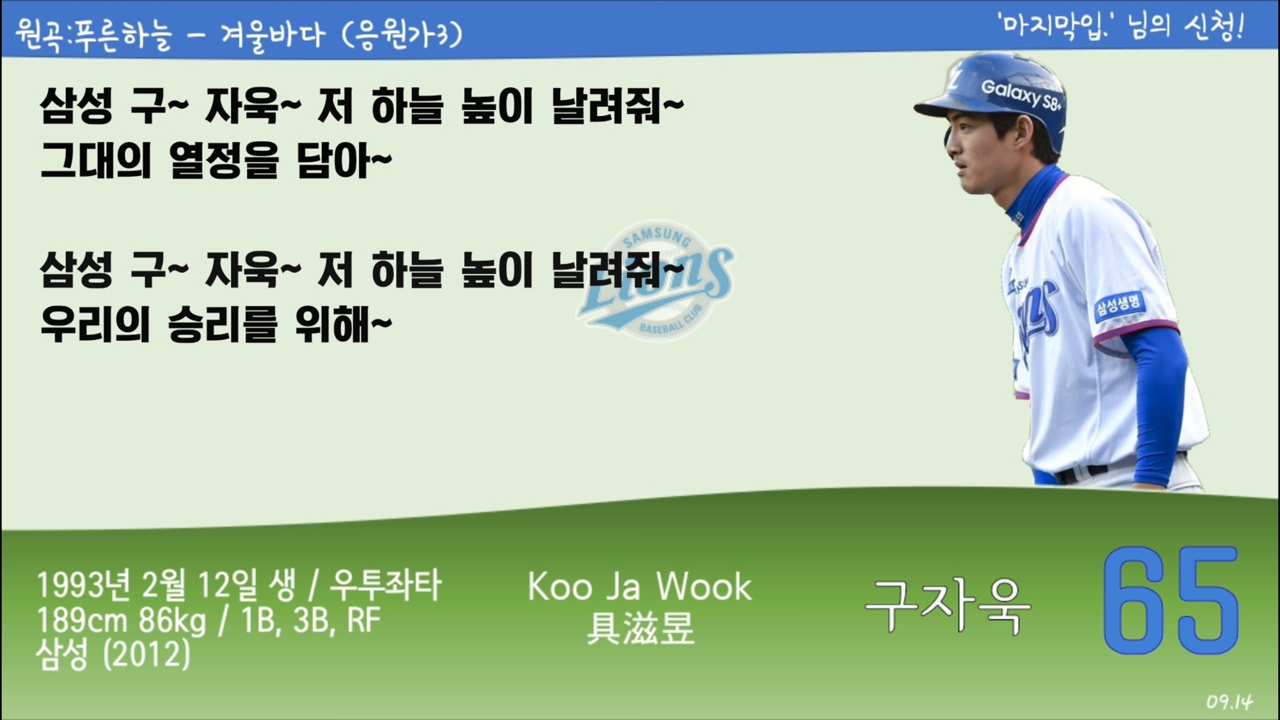 원곡:푸른하늘 - 겨울바다 (응원가3)
'마지막입.' 님의 신청!
삼성 구~ 자욱~ 저 하늘 높이 날려줘~
그대의 열정을 담아~
삼성 구~ 자욱~ 저 하늘 높이 날려줘~
우리의 승리를 위해~
SAMSUNG
Lions
BASEBALL CLUB
Galaxy S8+
삼성생명
1993년 2월 12일 생 / 우투좌타
189cm 86kg / 1B, 3B, RF
삼성 (2012)
Koo Ja Wook
具滋昱
구자욱
65
09.14